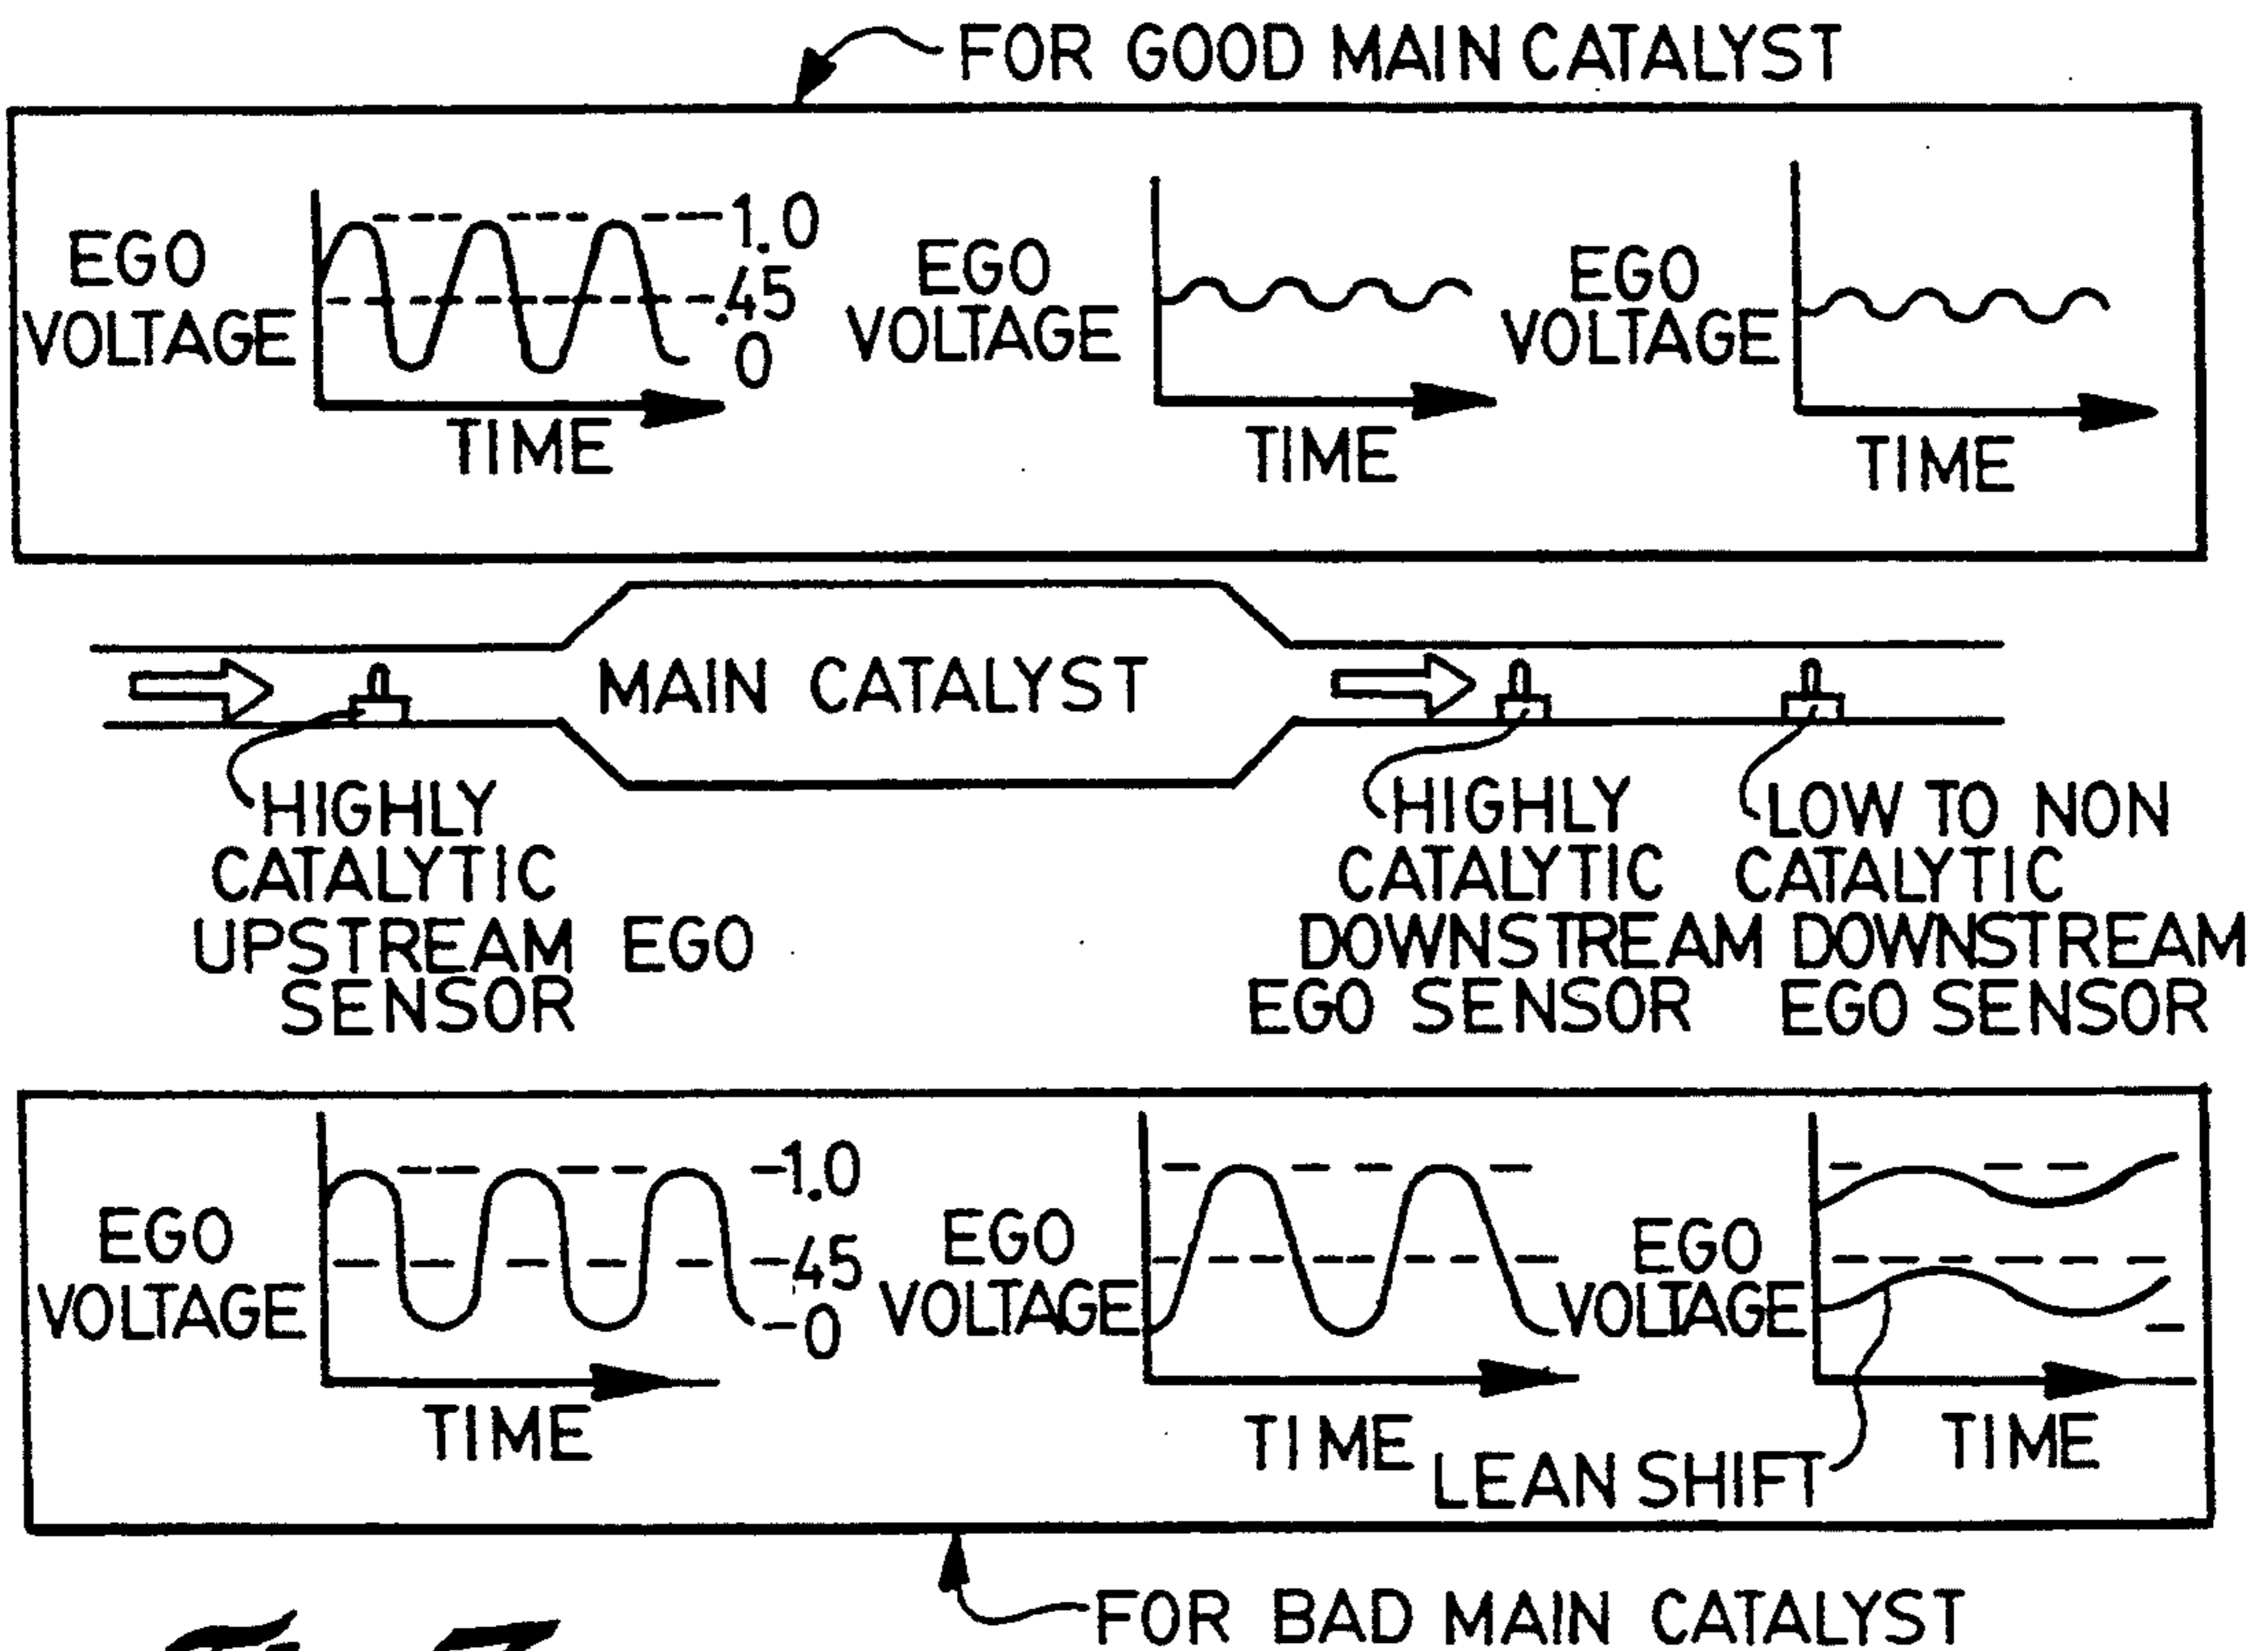 FOR GOOD MAIN CATALYST
EGO
VOLTAGE
1.0
.45
0
TIME
EGO
VOLTAGE
TIME
EGO
VOLTAGE
TIME
MAIN CATALYST
HIGHLY
CATALYTIC
UPSTREAM EGO
SENSOR
HIGHLY
CATALYTIC
DOWNSTREAM
EGO SENSOR
LOW TO NON
CATALYTIC
DOWNSTREAM
EGO SENSOR
EGO
VOLTAGE
1.0
.45
0
TIME
EGO
VOLTAGE
TIME
EGO
VOLTAGE
LEAN SHIFT
TIME
FOR BAD MAIN CATALYST